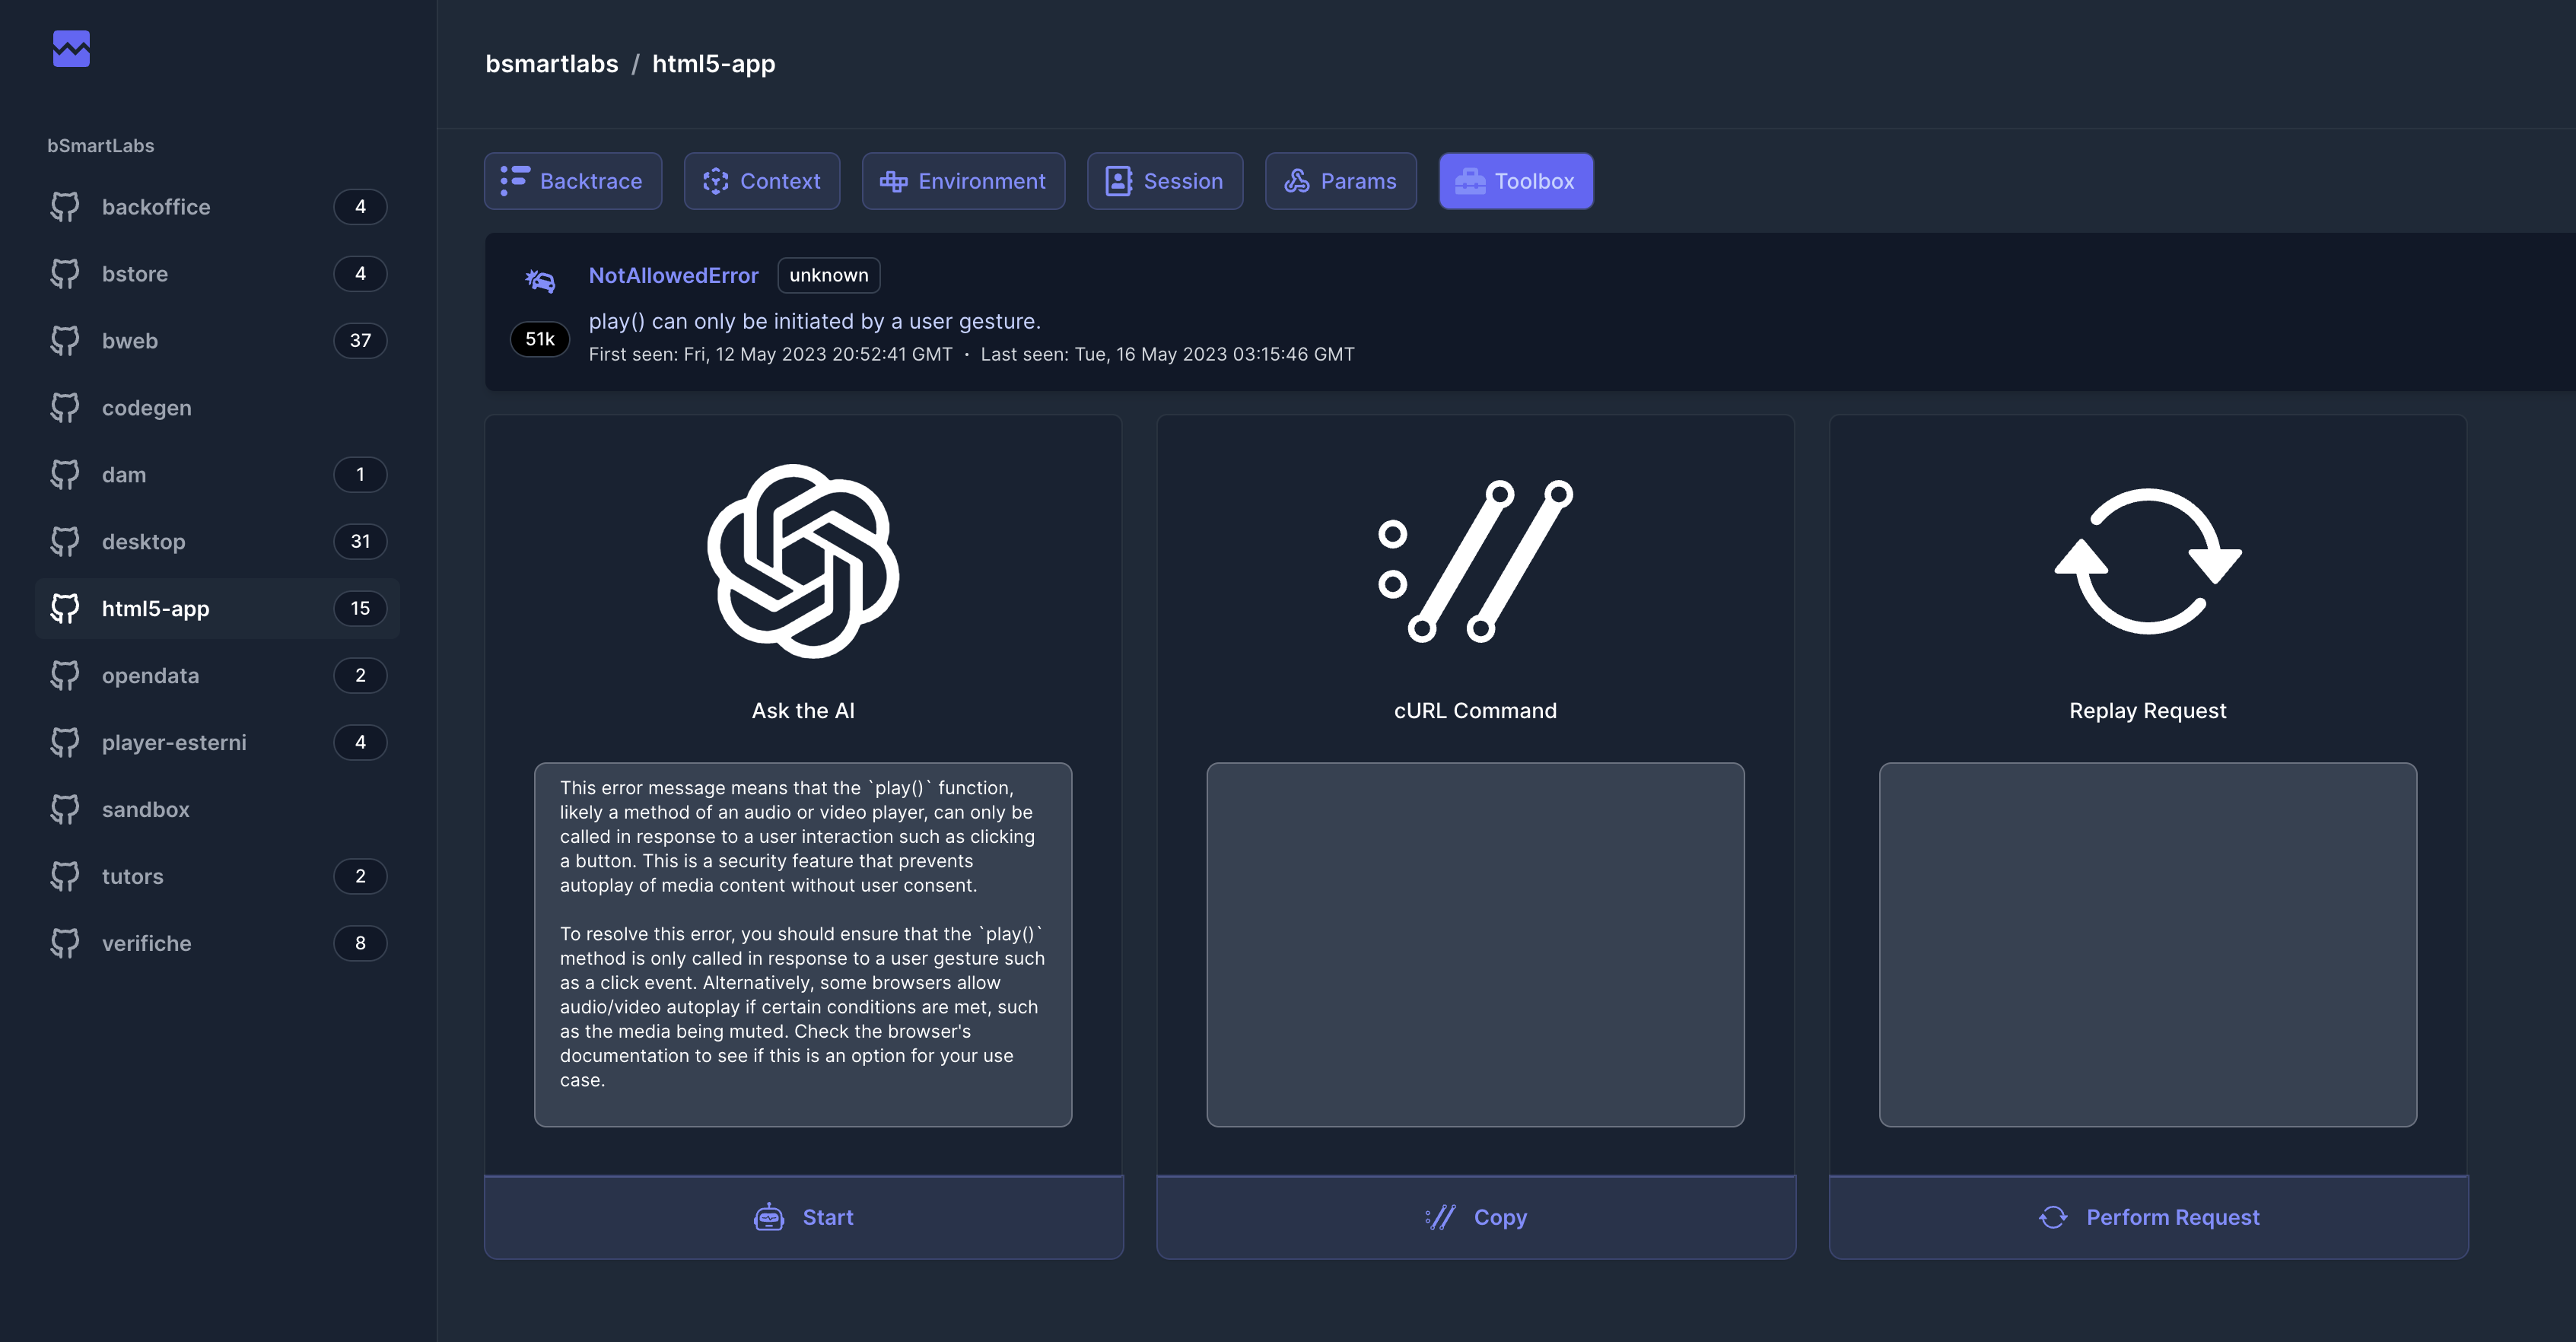 bsmartlabs / html5-app
bSmartLabs
backoffice 4
bstore 4
bweb 37
codegen
dam 1
desktop 31
html5-app 15
opendata 2
player-esterni 4
sandbox
tutors 2
verifiche 8
Backtrace
Context
Environment
Session
Params
Toolbox
NotAllowedError unknown
51k
play() can only be initiated by a user gesture.
First seen: Fri, 12 May 2023 20:52:41 GMT · Last seen: Tue, 16 May 2023 03:15:46 GMT
Ask the AI
This error message means that the `play()` function,
likely a method of an audio or video player, can only be
called in response to a user interaction such as clicking
a button. This is a security feature that prevents
autoplay of media content without user consent.
To resolve this error, you should ensure that the `play()`
method is only called in response to a user gesture such
as a click event. Alternatively, some browsers allow
audio/video autoplay if certain conditions are met, such
as the media being muted. Check the browser's
documentation to see if this is an option for your use
case.
Start
cURL Command
Copy
Replay Request
Perform Request